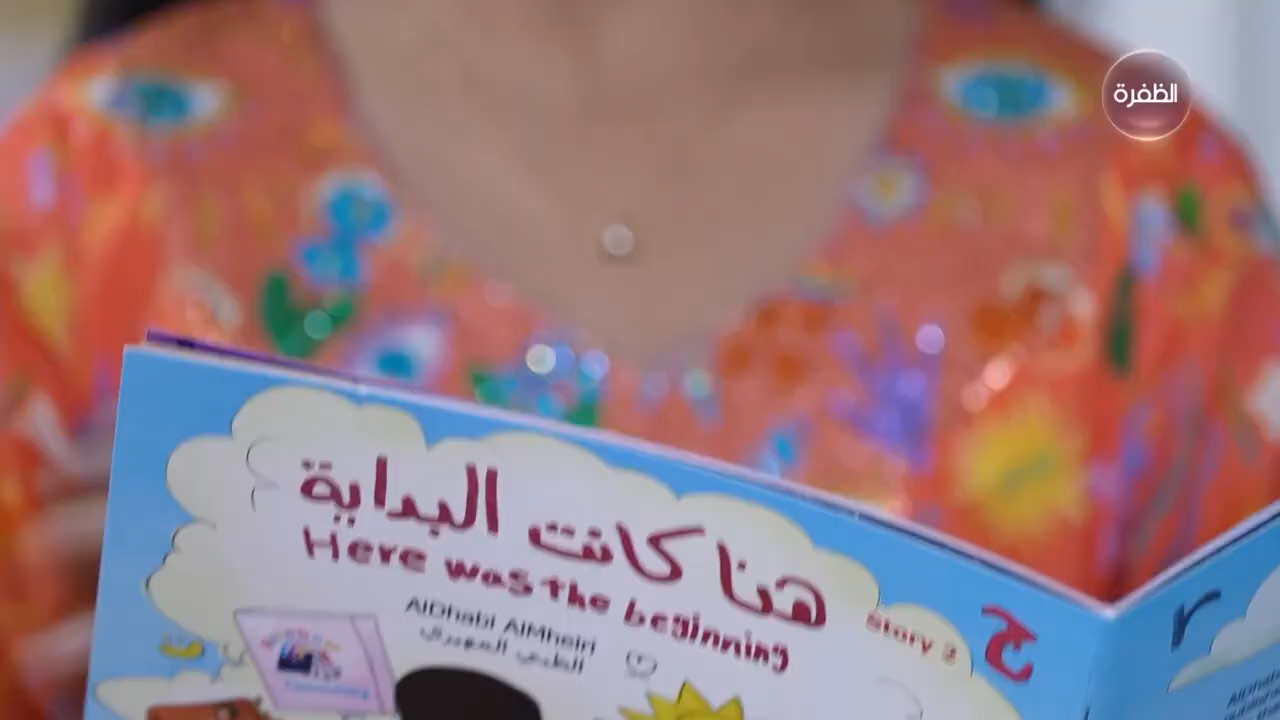 الظفرة
هنا كانت البداية
Here was the beginning
AlDhabi AlMheiri
الظبي المهيري
Story 3